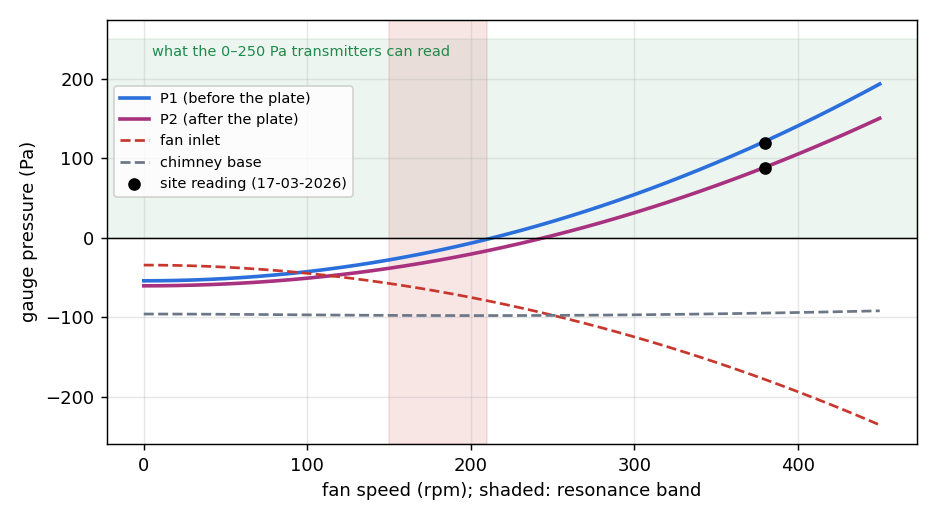 what the 0–250 Pa transmitters can read
P1 (before the plate)
P2 (after the plate)
fan inlet
chimney base
site reading (17-03-2026)
gauge pressure (Pa)
200
100
0
−100
−200
0
100
200
300
400
fan speed (rpm); shaded: resonance band